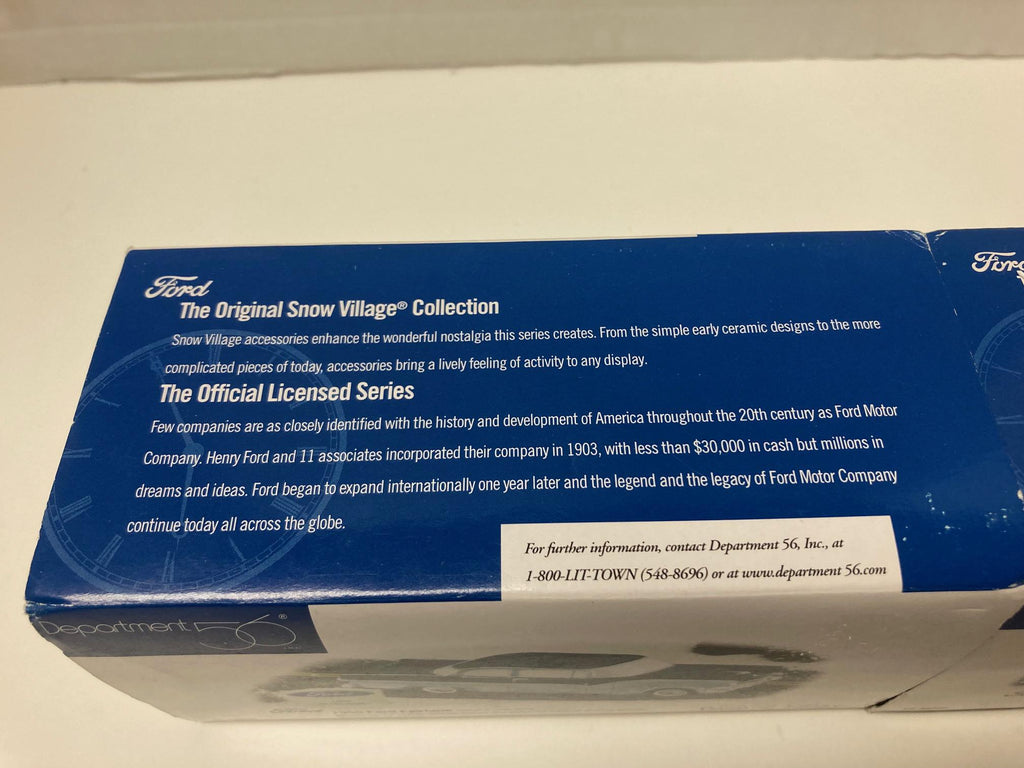 Ford
The Original Snow Village® Collection
Snow Village accessories enhance the wonderful nostalgia this series creates. From the simple early ceramic designs to the more
complicated pieces of today, accessories bring a lively feeling of activity to any display.
The Official Licensed Series
Few companies are as closely identified with the history and development of America throughout the 20th century as Ford Motor
Company. Henry Ford and 11 associates incorporated their company in 1903, with less than $30,000 in cash but millions in
dreams and ideas. Ford began to expand internationally one year later and the legend and the legacy of Ford Motor Company
continue today all across the globe.
For further information, contact Department 56, Inc., at
1-800-LIT-TOWN (548-8696) or at www.department 56.com
Department 56®
Ford